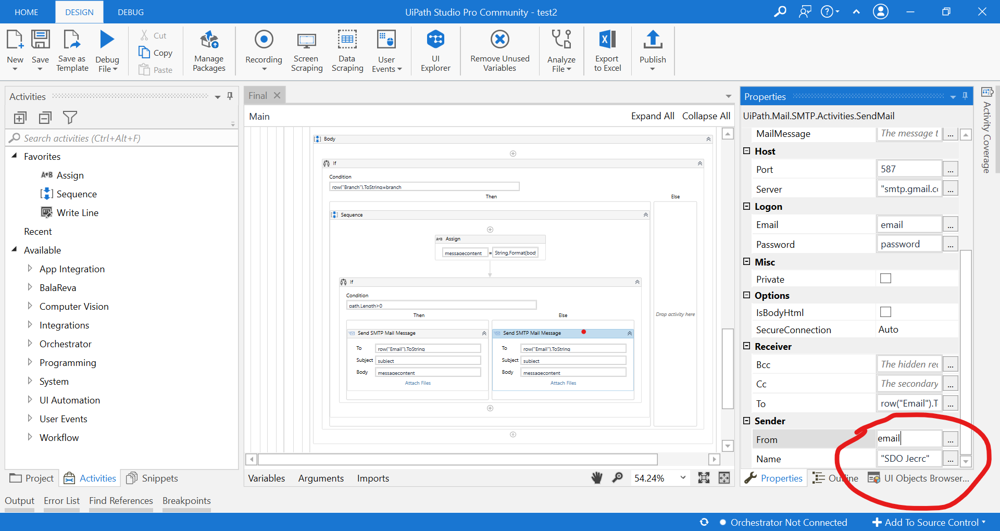 HOME DESIGN DEBUG UiPath Studio Pro Community - test2
New Save Save as Template Debug File Cut Copy Paste Manage Packages Recording Screen Scraping Data Scraping User Events UI Explorer Remove Unused Variables Analyze File Export to Excel Publish
Activities
Search activities (Ctrl+Alt+F)
Favorites
Assign
Sequence
Write Line
Recent
Available
App Integration
BalaReva
Computer Vision
Integrations
Orchestrator
Programming
System
UI Automation
User Events
Workflow
Project Activities Snippets
Final
Main Expand All Collapse All
Body
If
Condition
row("Branch").ToString=branch
Then Else
Sequence
A+B Assign
messagecontent = String.Format(bod
If
Condition
path.Length>0
Then Else
Drop activity here
Send SMTP Mail Message Send SMTP Mail Message
To row("Email").ToString To row("Email").ToString
Subject subject Subject subject
Body messagecontent Body messagecontent
Attach Files Attach Files
Variables Arguments Imports 54.24%
Properties
UiPath.Mail.SMTP.Activities.SendMail
MailMessage The message t ...
Host
Port 587 ...
Server "smtp.gmail.co ...
Logon
Email email ...
Password password ...
Misc
Private
Options
IsBodyHtml
SecureConnection Auto
Receiver
Bcc The hidden rec ...
Cc The secondary ...
To row("Email").T ...
Sender
From email ...
Name "SDO Jecrc" ...
Properties Outline UI Objects Browser...
Activity Coverage
Output Error List Find References Breakpoints
Orchestrator Not Connected Add To Source Control